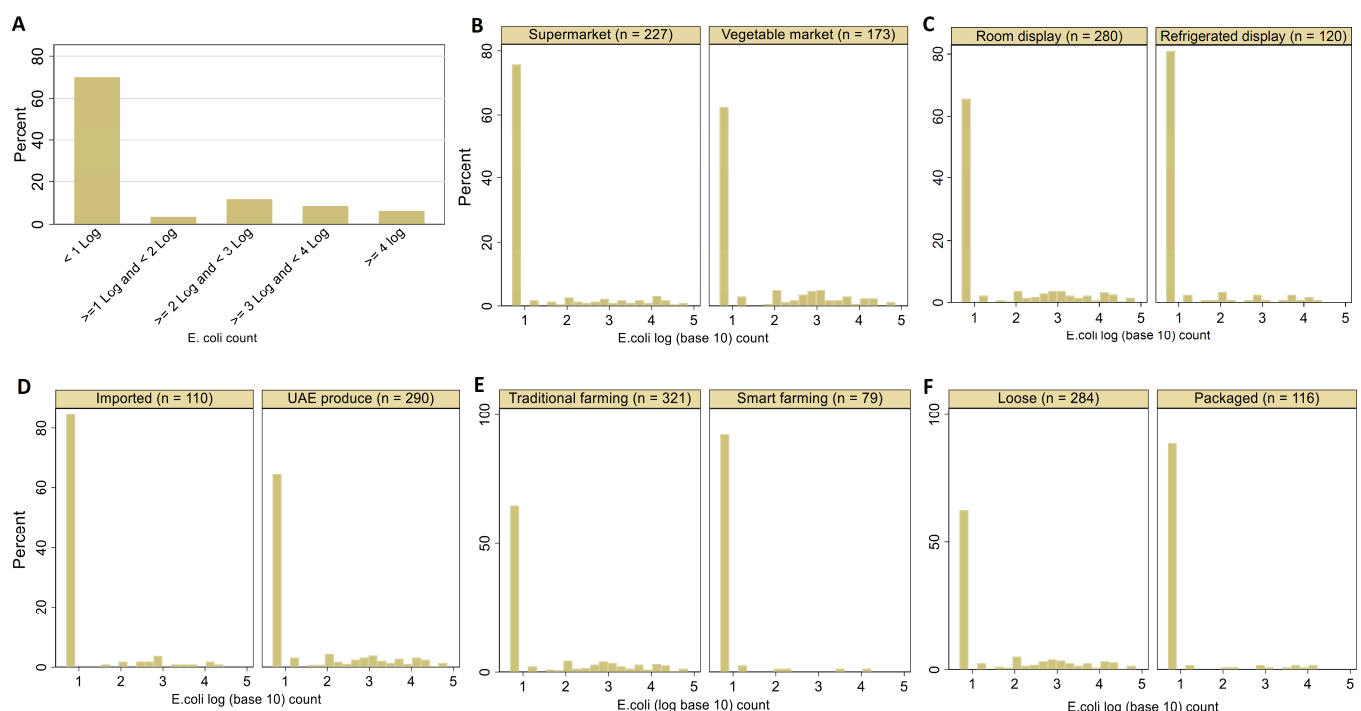 A
80
60
40
20
0
Percent
< 1 Log
>=1 Log and < 2 Log
>= 2 Log and < 3 Log
>= 3 Log and < 4 Log
>= 4 log
E. coli count
B
Supermarket (n = 227)
Vegetable market (n = 173)
80
60
40
20
0
Percent
1 2 3 4 5
1 2 3 4 5
E.coli log (base 10) count
C
Room display (n = 280)
Refrigerated display (n = 120)
80
60
40
20
0
1 2 3 4 5
1 2 3 4 5
E.coli log (base 10) count
D
Imported (n = 110)
UAE produce (n = 290)
80
60
40
20
0
Percent
1 2 3 4 5
1 2 3 4 5
E.coli log (base 10) count
E
Traditional farming (n = 321)
Smart farming (n = 79)
100
50
0
1 2 3 4 5
1 2 3 4 5
E.coli (log base 10) count
F
Loose (n = 284)
Packaged (n = 116)
100
50
0
1 2 3 4 5
1 2 3 4 5
E.coli log (base 10) count